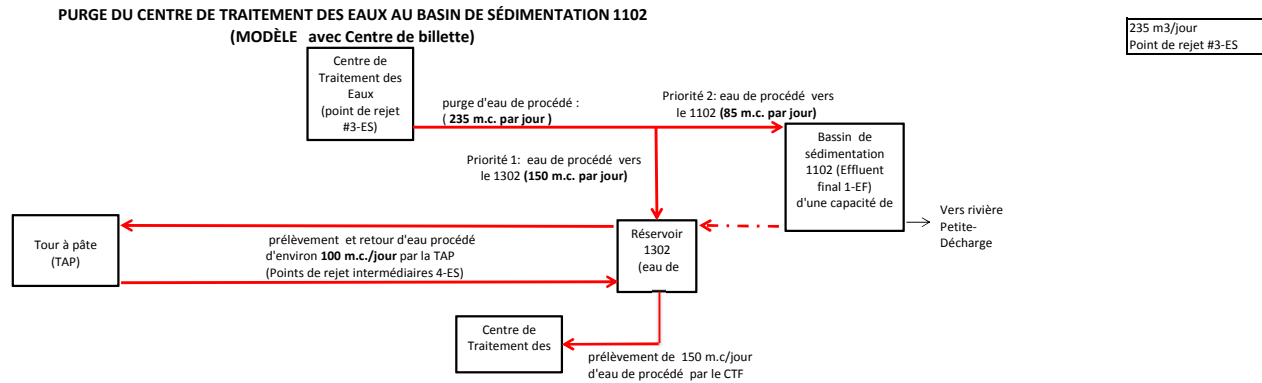 PURGE DU CENTRE DE TRAITEMENT DES EAUX AU BASIN DE SÉDIMENTATION 1102
(MODÈLE avec Centre de billette)
235 m3/jour
Point de rejet #3-ES
Centre de
Traitement des
Eaux
(point de rejet
#3-ES)
purge d'eau de procédé :
( 235 m.c. par jour )
Priorité 2: eau de procédé vers
le 1102 (85 m.c. par jour)
Priorité 1: eau de procédé vers
le 1302 (150 m.c. par jour)
Bassin de
sédimentation
1102 (Effluent
final 1-EF)
d'une capacité de
Vers rivière
Petite-
Décharge
Tour à pâte
(TAP)
prélèvement et retour d'eau procédé
d'environ 100 m.c./jour par la TAP
(Points de rejet intermédiaires 4-ES)
Réservoir
1302
(eau de
Centre de
Traitement des
prélèvement de 150 m.c/jour
d'eau de procédé par le CTF